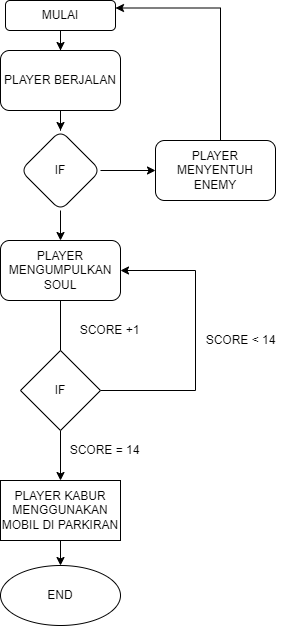 MULAI
PLAYER BERJALAN
IF
PLAYER
MENYENTUH
ENEMY
PLAYER
MENGUMPULKAN
SOUL
SCORE +1
SCORE < 14
IF
SCORE = 14
PLAYER KABUR
MENGGUNAKAN
MOBIL DI PARKIRAN
END